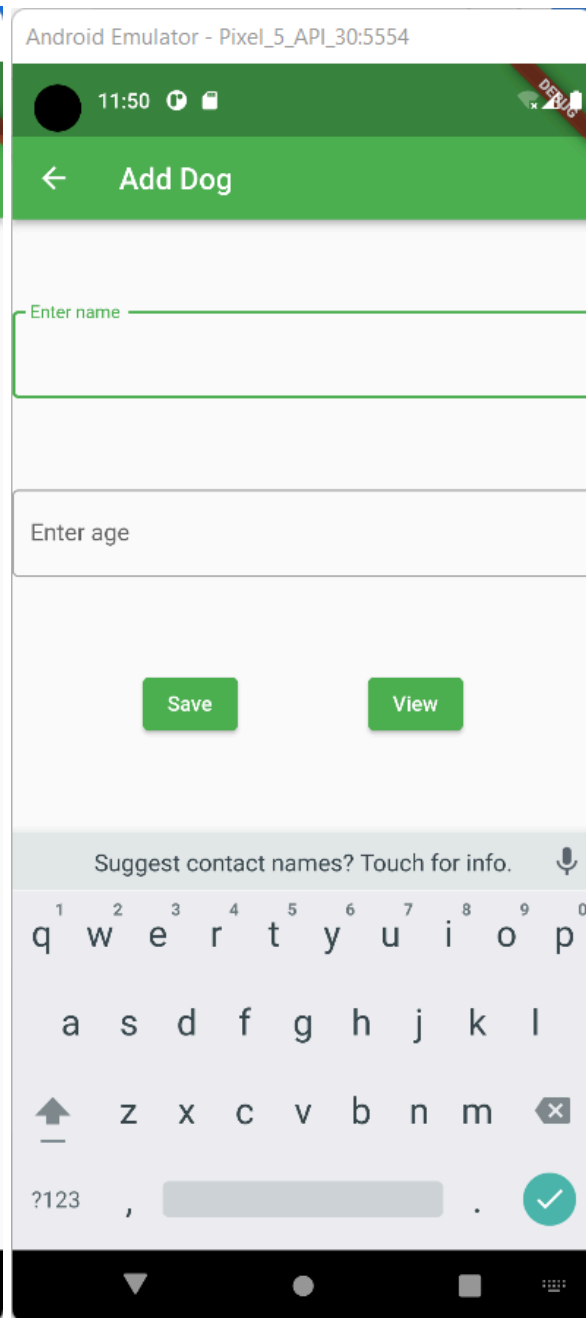 Android Emulator - Pixel_5_API_30:5554
11:50
DEBUG
Add Dog
Enter name
Enter age
Save View
Suggest contact names? Touch for info.
1 2 3 4 5 6 7 8 9 0
q w e r t y u i o p
a s d f g h j k l
z x c v b n m
?123 , .